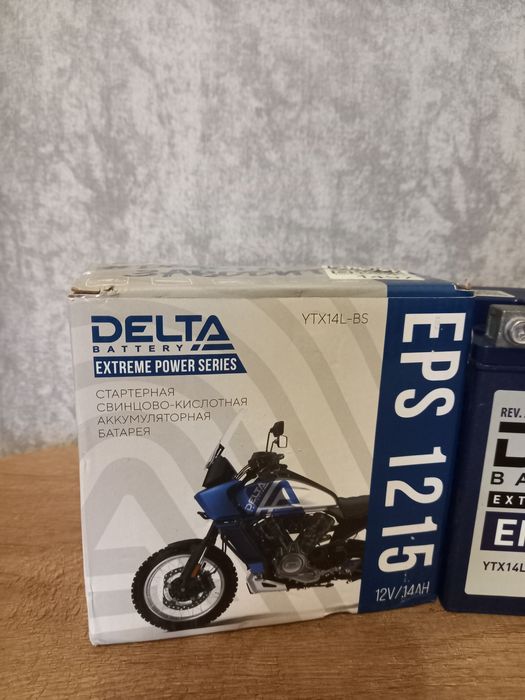 DELTA
BATTERY
EXTREME POWER SERIES
YTX14L-BS
СТАРТЕРНАЯ
СВИНЦОВО-КИСЛОТНАЯ
АККУМУЛЯТОРНАЯ
БАТАРЕЯ
DELTA
EPS 1215
12V/14AH
REV.
BA
EXT
YTX14L